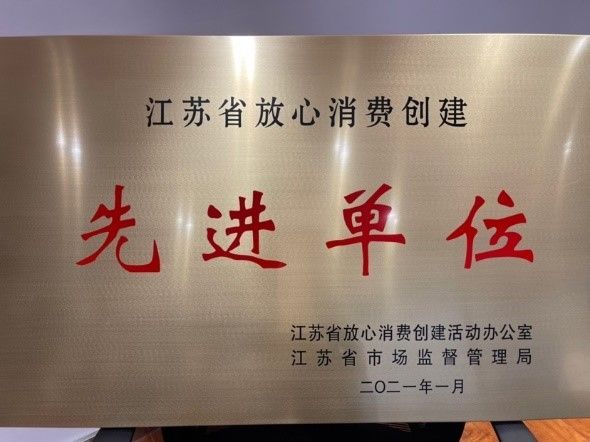 江苏省放心消费创建
先进单位
江苏省放心消费创建活动办公室
江苏省市场监督管理局
二〇二一年一月